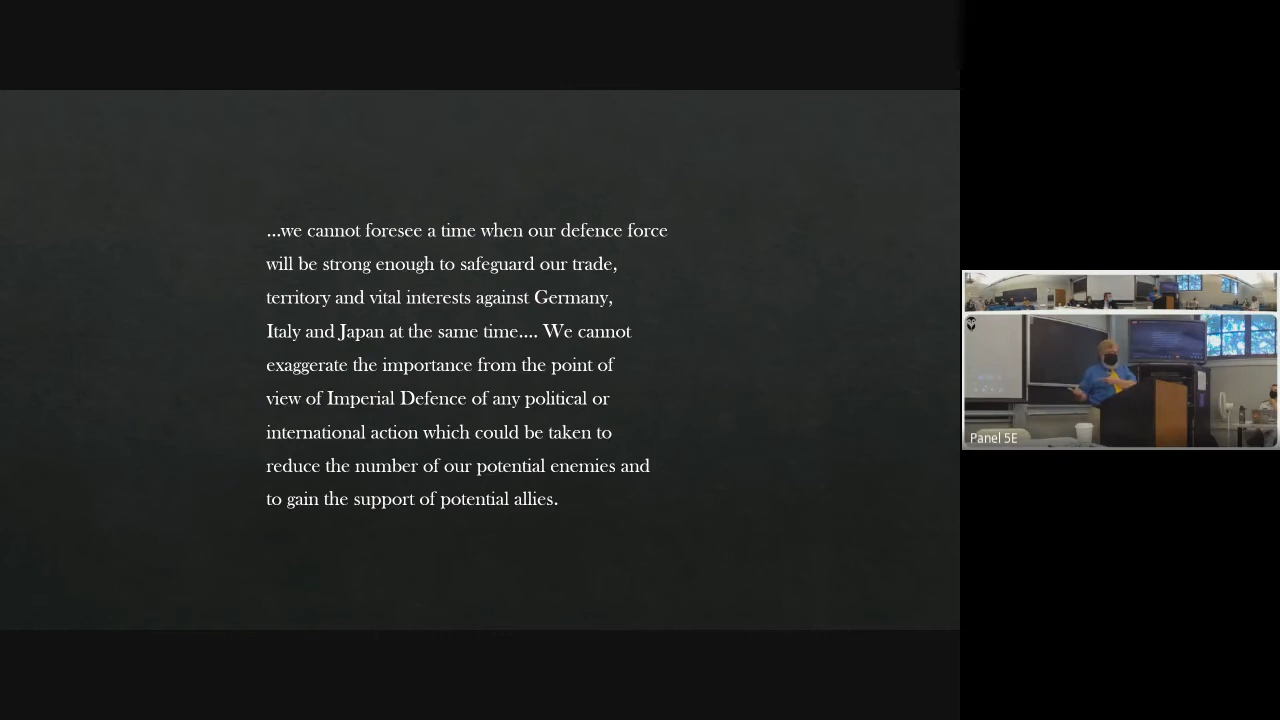 ...we cannot foresee a time when our defence force
will be strong enough to safeguard our trade,
territory and vital interests against Germany,
Italy and Japan at the same time.... We cannot
exaggerate the importance from the point of
view of Imperial Defence of any political or
international action which could be taken to
reduce the number of our potential enemies and
to gain the support of potential allies.
Panel 5E